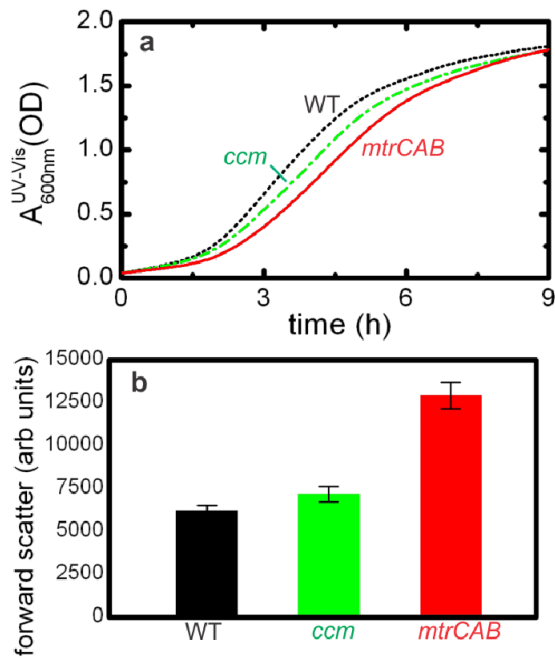 a
2.0
1.5
1.0
0.5
0.0
A600nm UV-Vis (OD)
WT
ccm
mtrCAB
0 3 6 9
time (h)
b
15000
12500
10000
7500
5000
2500
0
forward scatter (arb units)
WT ccm mtrCAB